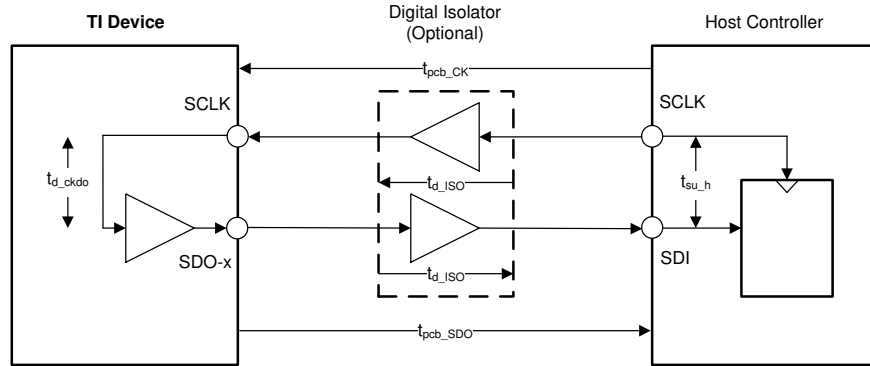 TI Device
Digital Isolator
(Optional)
Host Controller
t_pcb_CK
SCLK
SCLK
t_d_ckdo
t_d_ISO
t_su_h
SDO-x
SDI
t_d_ISO
t_pcb_SDO